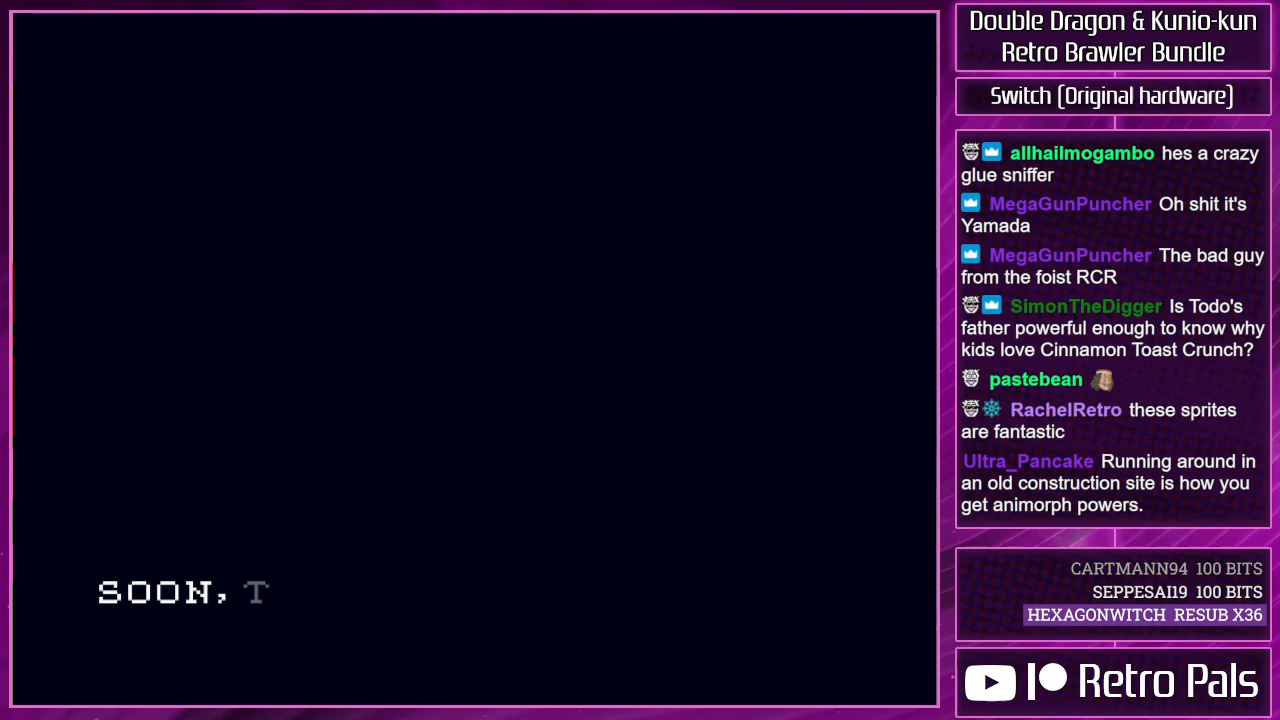 SOON, T
Double Dragon & Kunio-kun
Retro Brawler Bundle
Switch (Original hardware)
allhailmogambo hes a crazy
glue sniffer
MegaGunPuncher Oh shit it's
Yamada
MegaGunPuncher The bad guy
from the foist RCR
SimonTheDigger Is Todo's
father powerful enough to know why
kids love Cinnamon Toast Crunch?
pastebean
RachelRetro these sprites
are fantastic
Ultra_Pancake Running around in
an old construction site is how you
get animorph powers.
CARTMANN94 100 BITS
SEPPESAI19 100 BITS
HEXAGONWITCH RESUB X36
Retro Pals